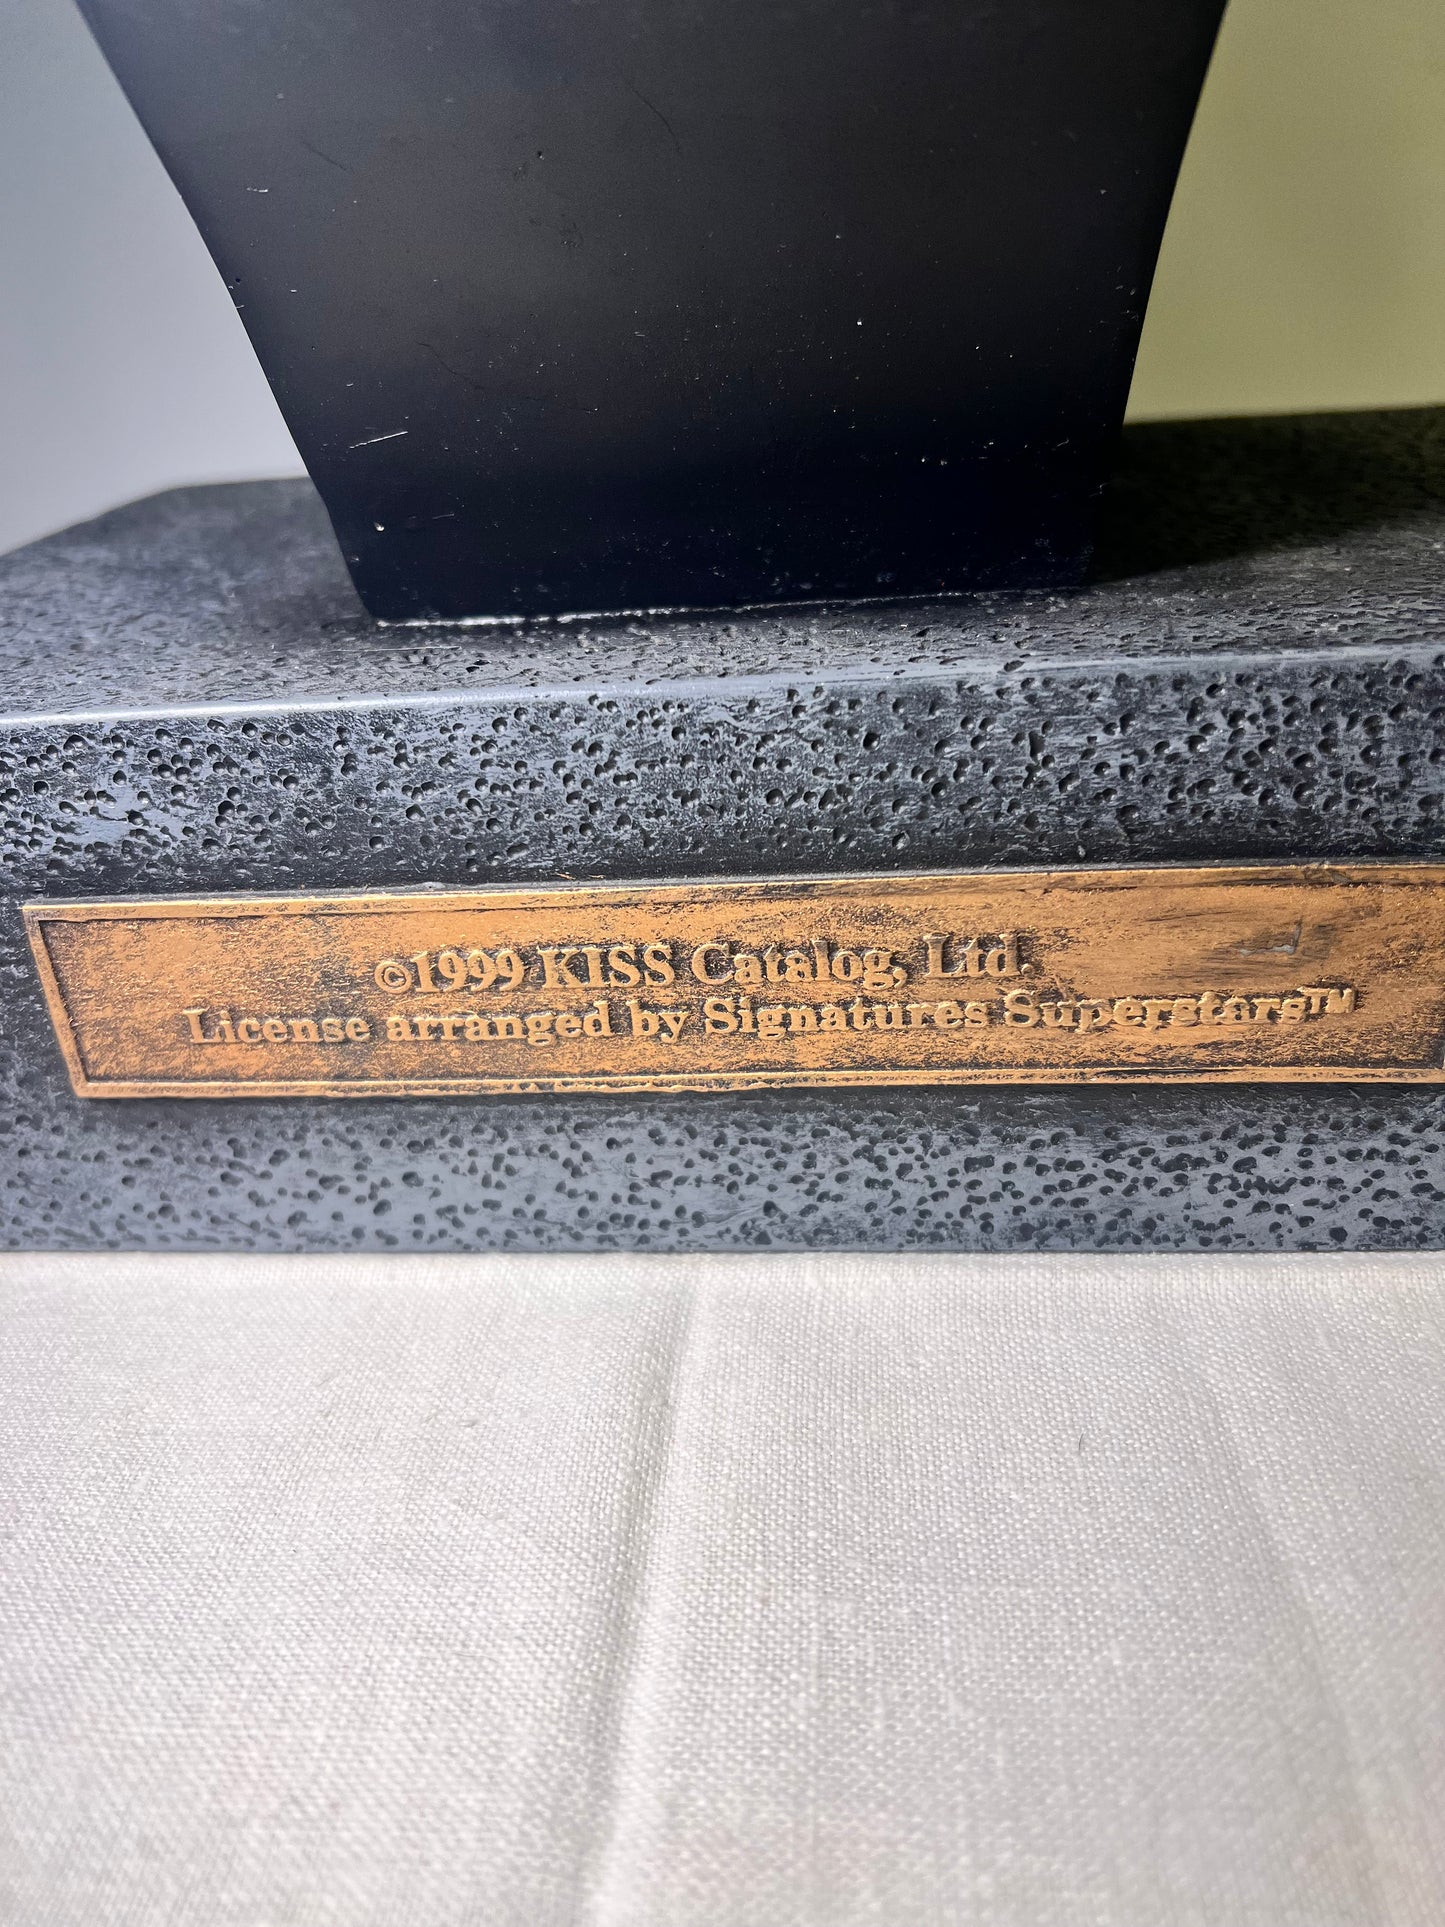 ©1999 KISS Catalog, Ltd.
License arranged by Signatures Superstars™